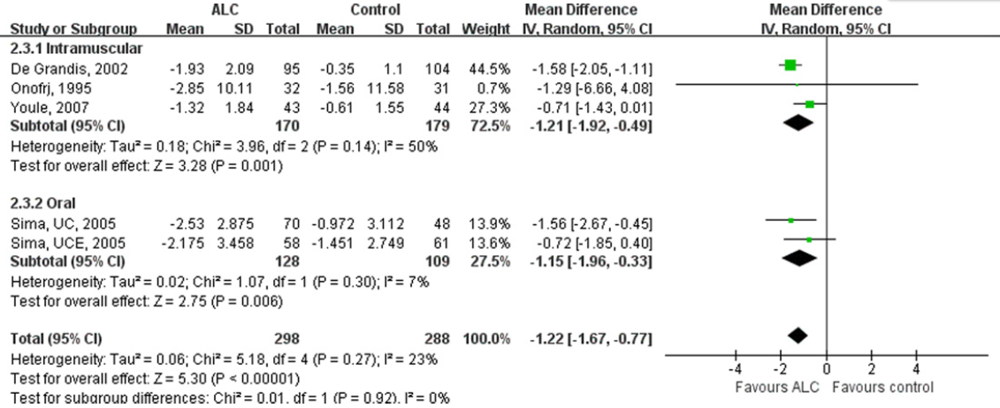 ALC Control Mean Difference Mean Difference
Study or Subgroup Mean SD Total Mean SD Total Weight IV, Random, 95% CI IV, Random, 95% CI
2.3.1 Intramuscular
De Grandis, 2002 -1.93 2.09 95 -0.35 1.1 104 44.5% -1.58 [-2.05, -1.11]
Onofrj, 1995 -2.85 10.11 32 -1.56 11.58 31 0.7% -1.29 [-6.66, 4.08]
Youle, 2007 -1.32 1.84 43 -0.61 1.55 44 27.3% -0.71 [-1.43, 0.01]
Subtotal (95% CI) 170 179 72.5% -1.21 [-1.92, -0.49]
Heterogeneity: Tau² = 0.18; Chi² = 3.96, df = 2 (P = 0.14); I² = 50%
Test for overall effect: Z = 3.28 (P = 0.001)
2.3.2 Oral
Sima, UC, 2005 -2.53 2.875 70 -0.972 3.112 48 13.9% -1.56 [-2.67, -0.45]
Sima, UCE, 2005 -2.175 3.458 58 -1.451 2.749 61 13.6% -0.72 [-1.85, 0.40]
Subtotal (95% CI) 128 109 27.5% -1.15 [-1.96, -0.33]
Heterogeneity: Tau² = 0.02; Chi² = 1.07, df = 1 (P = 0.30); I² = 7%
Test for overall effect: Z = 2.75 (P = 0.006)
Total (95% CI) 298 288 100.0% -1.22 [-1.67, -0.77]
Heterogeneity: Tau² = 0.06; Chi² = 5.18, df = 4 (P = 0.27); I² = 23%
Test for overall effect: Z = 5.30 (P < 0.00001)
Test for subgroup differences: Chi² = 0.01, df = 1 (P = 0.92), I² = 0%
-4 -2 0 2 4
Favours ALC Favours control